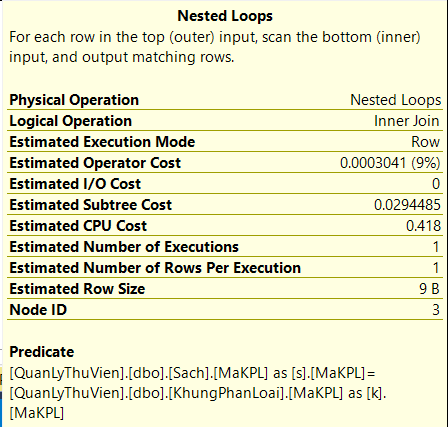 Nested Loops
For each row in the top (outer) input, scan the bottom (inner)
input, and output matching rows.
Physical Operation Nested Loops
Logical Operation Inner Join
Estimated Execution Mode Row
Estimated Operator Cost 0.0003041 (9%)
Estimated I/O Cost 0
Estimated Subtree Cost 0.0294485
Estimated CPU Cost 0.418
Estimated Number of Executions 1
Estimated Number of Rows Per Execution 1
Estimated Row Size 9 B
Node ID 3
Predicate
[QuanLyThuVien].[dbo].[Sach].[MaKPL] as [s].[MaKPL]=
[QuanLyThuVien].[dbo].[KhungPhanLoai].[MaKPL] as [k].
[MaKPL]